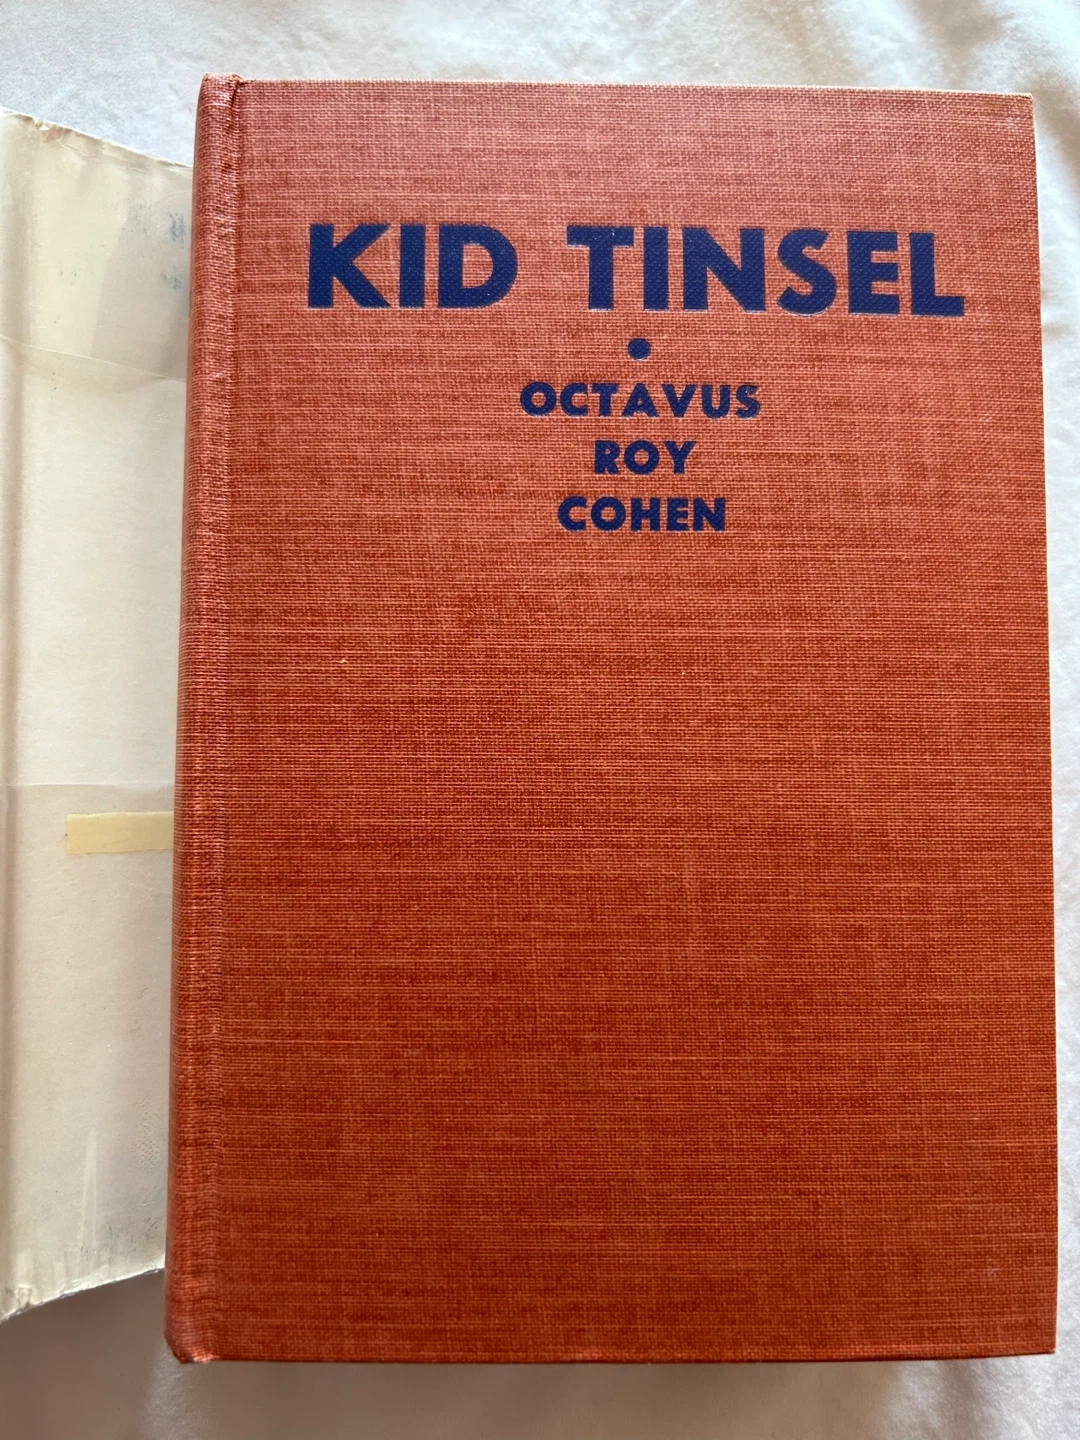 KID TINSEL
•
OCTAVUS
ROY
COHEN